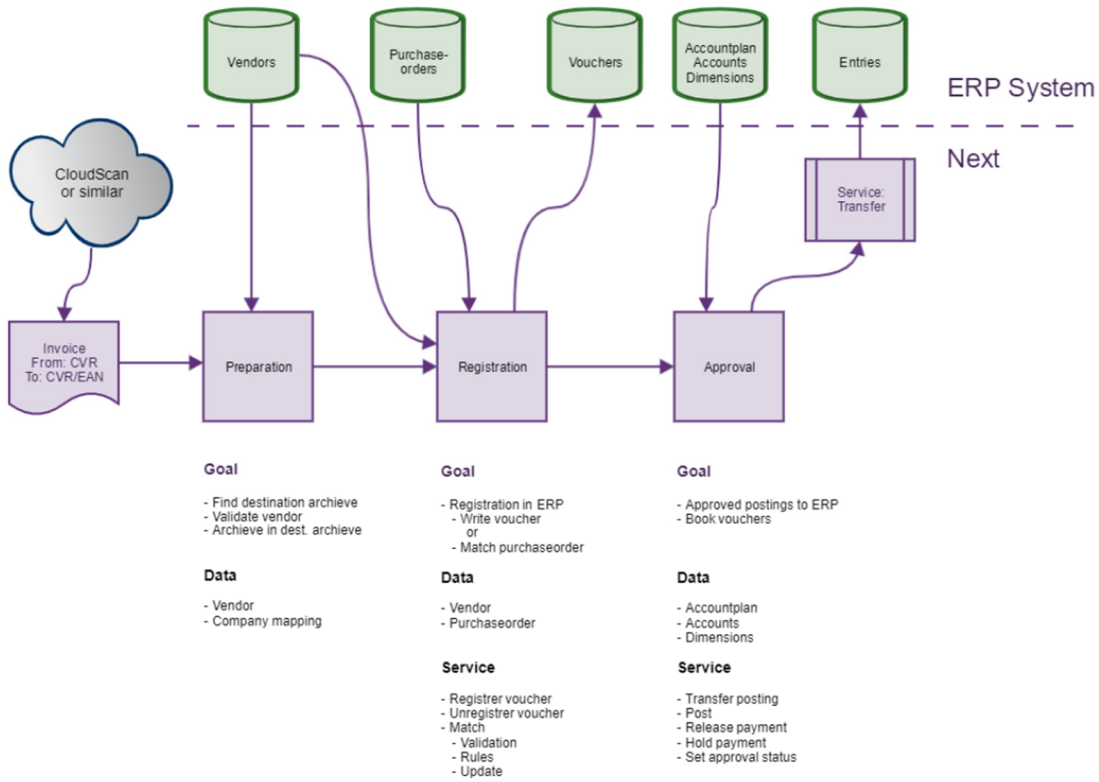 Vendors
Purchase-
orders
Vouchers
Accountplan
Accounts
Dimensions
Entries
ERP System
Next
CloudScan
or similar
Service:
Transfer
Invoice
From: CVR
To: CVR/EAN
Preparation
Registration
Approval
Goal
- Find destination archieve
- Validate vendor
- Archieve in dest. archieve
Data
- Vendor
- Company mapping
Goal
- Registration in ERP
- Write voucher
or
- Match purchaseorder
Data
- Vendor
- Purchaseorder
Service
- Registrer voucher
- Unregistrer voucher
- Match
- Validation
- Rules
- Update
Goal
- Approved postings to ERP
- Book vouchers
Data
- Accountplan
- Accounts
- Dimensions
Service
- Transfer posting
- Post
- Release payment
- Hold payment
- Set approval status